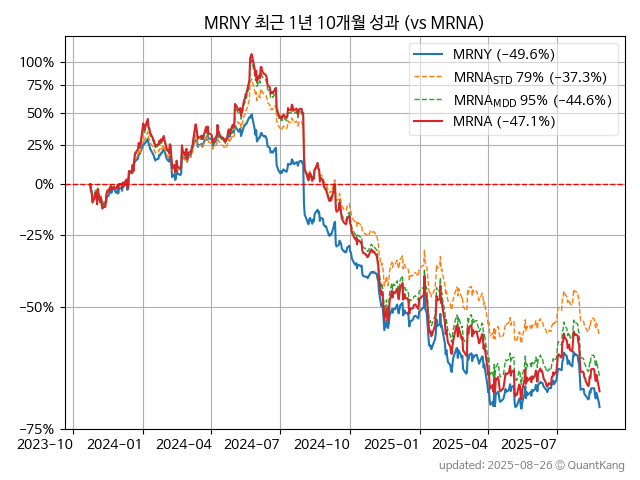 MRNY 최근 1년 10개월 성과 (vs MRNA)
MRNY (−49.6%)
MRNA_STD 79% (−37.3%)
MRNA_MDD 95% (−44.6%)
MRNA (−47.1%)
100%
75%
50%
25%
0%
−25%
−50%
−75%
2023-10 2024-01 2024-04 2024-07 2024-10 2025-01 2025-04 2025-07
updated: 2025-08-26 © QuantKang